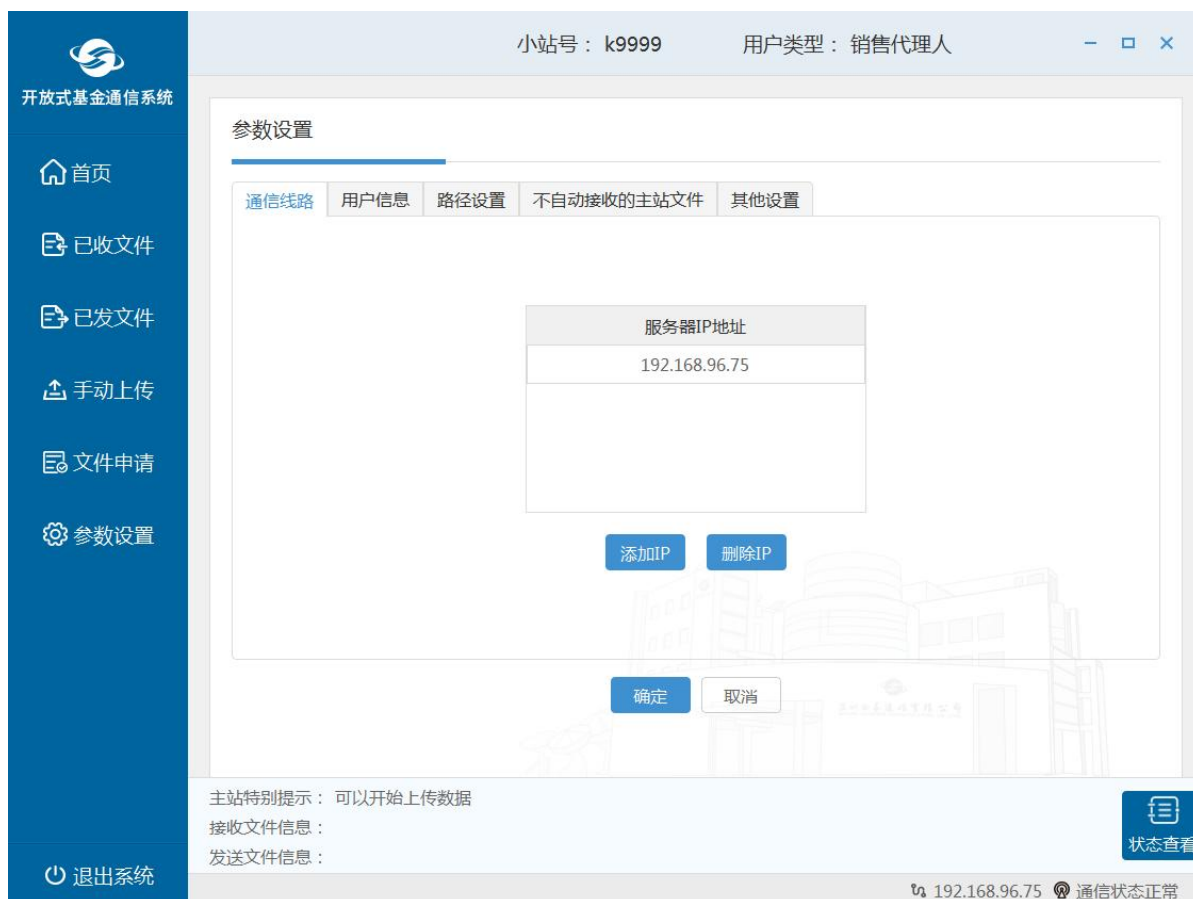 小站号： k9999 用户类型： 销售代理人
开放式基金通信系统
首页
已收文件
已发文件
手动上传
文件申请
参数设置
退出系统
参数设置
通信线路 用户信息 路径设置 不自动接收的主站文件 其他设置
服务器IP地址
192.168.96.75
添加IP 删除IP
确定 取消
主站特别提示： 可以开始上传数据
接收文件信息：
发送文件信息：
状态查看
192.168.96.75 通信状态正常